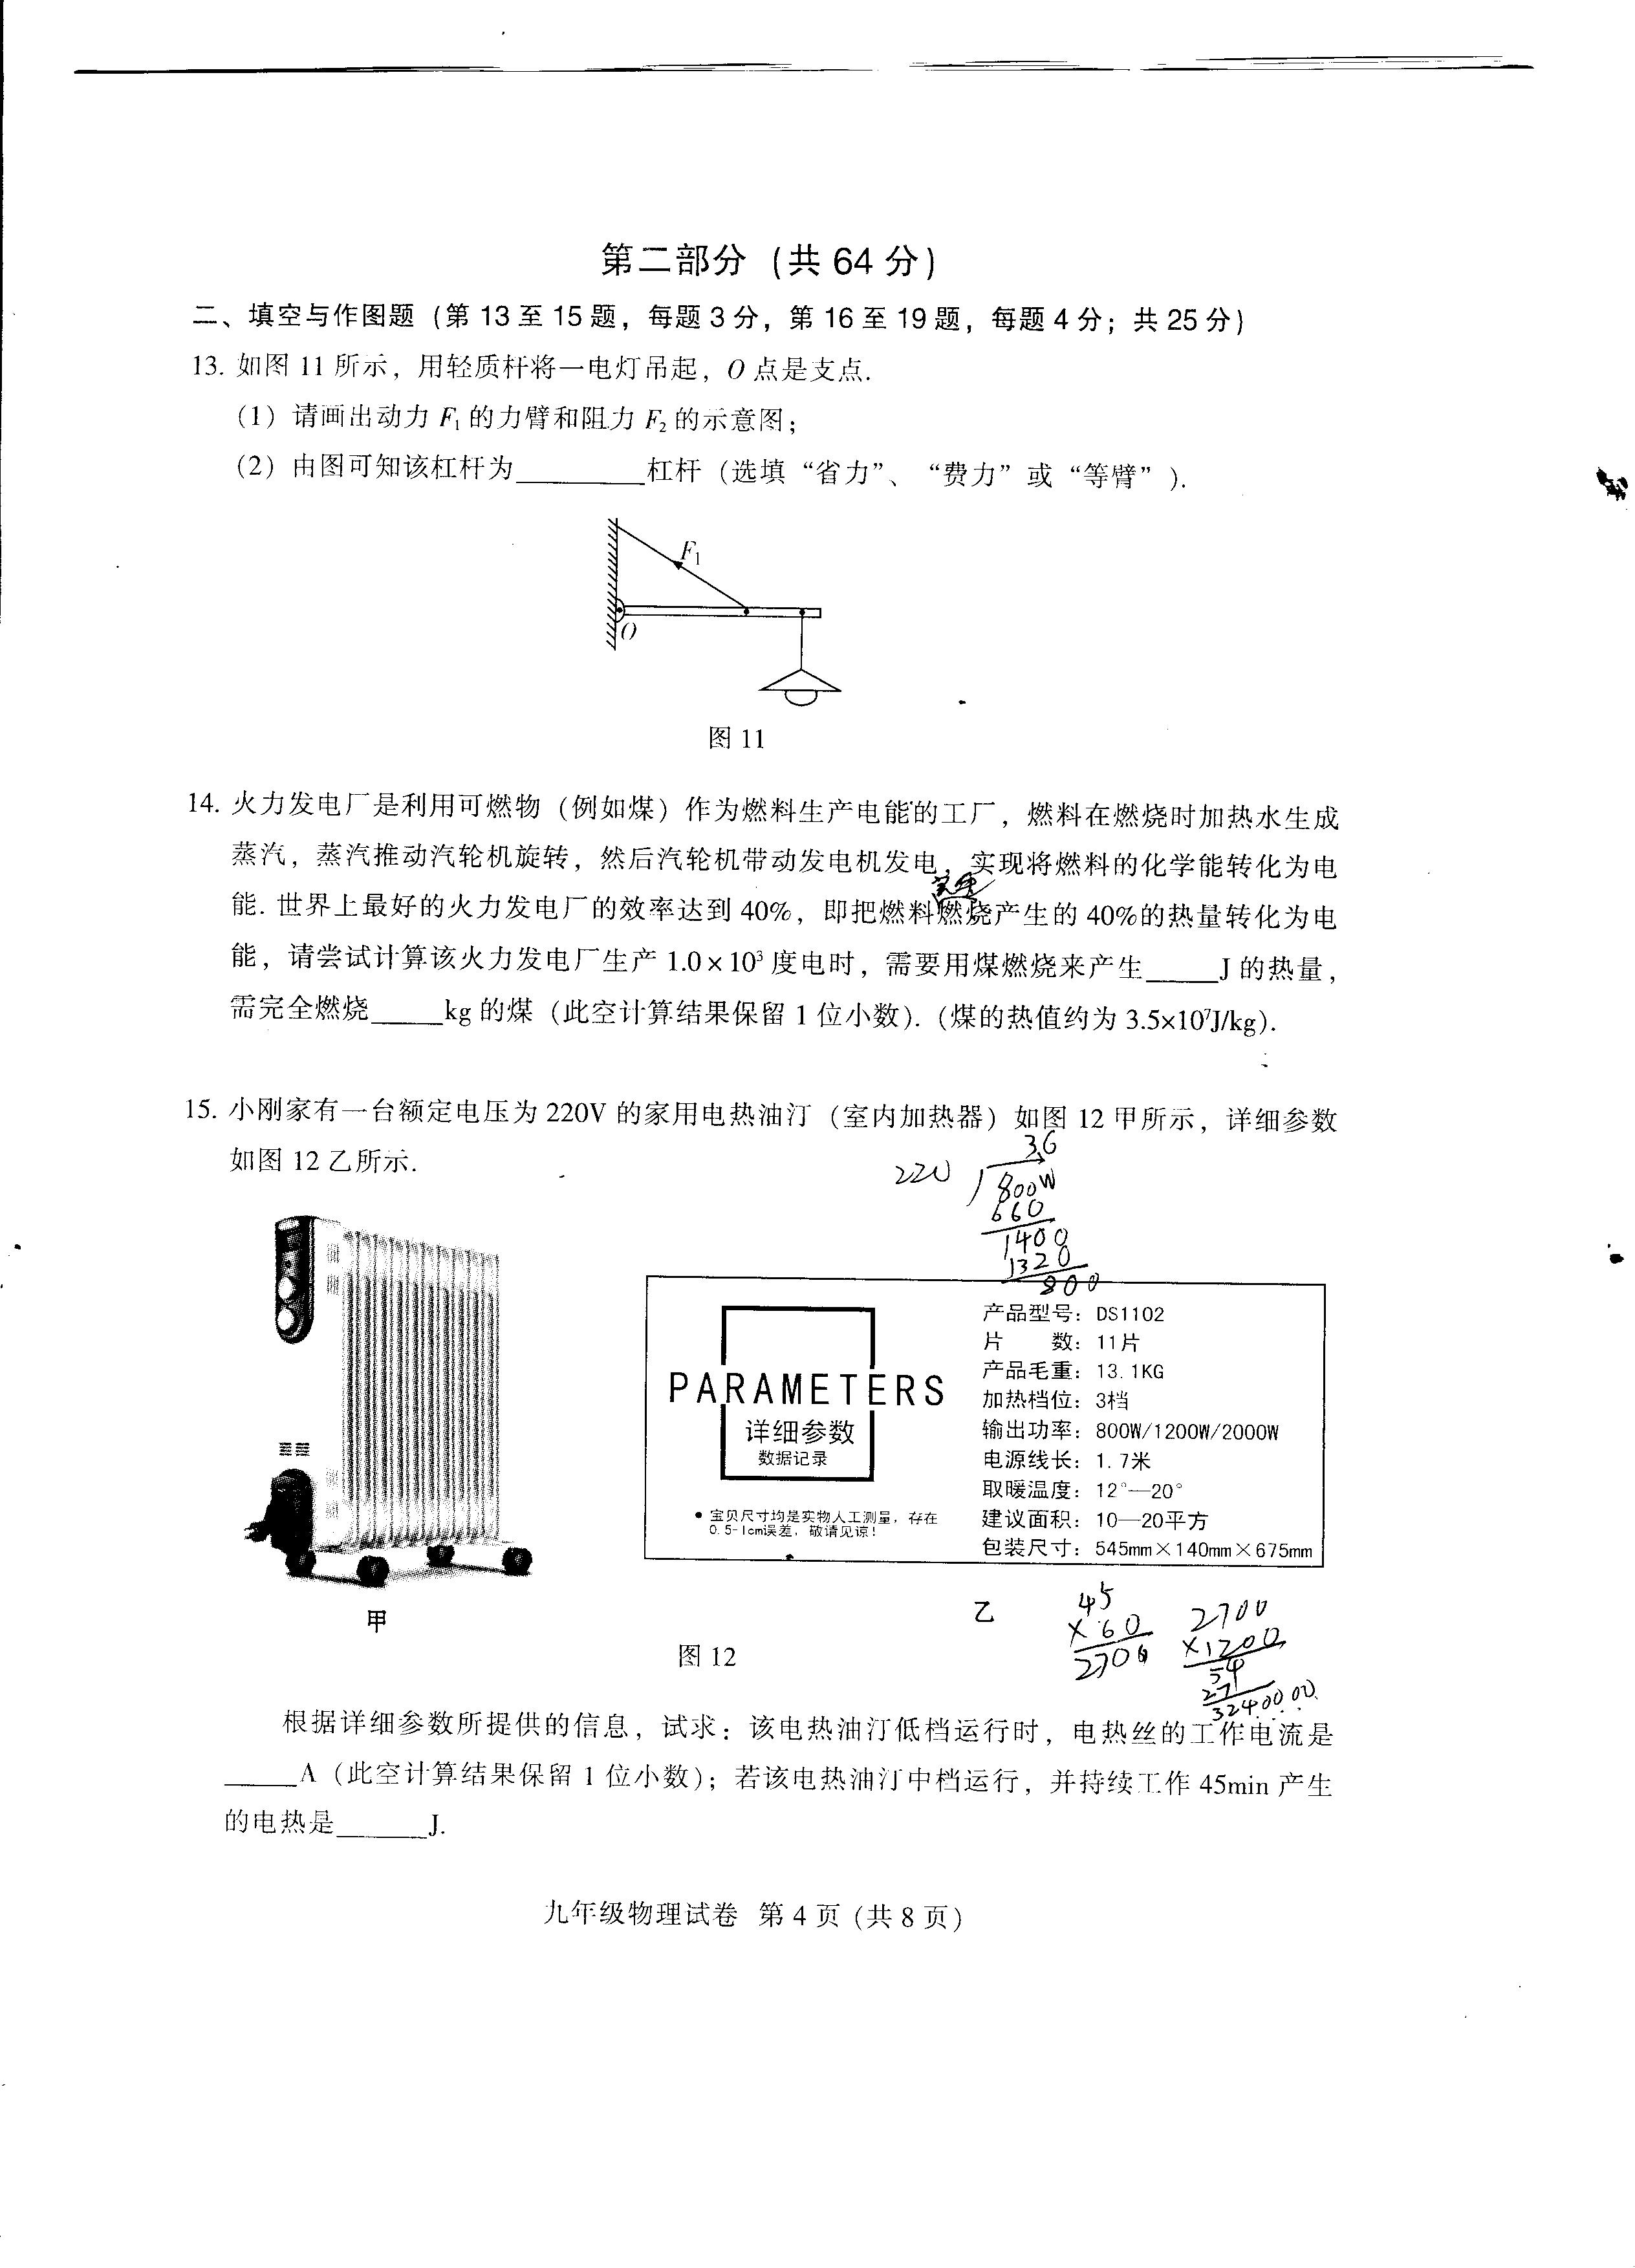 第二部分（共 64 分）
二、填空与作图题（第 13 至 15 题，每题 3 分，第 16 至 19 题，每题 4 分；共 25 分）
13. 如图 11 所示，用轻质杆将一电灯吊起，O 点是支点.
（1）请画出动力 F₁ 的力臂和阻力 F₂ 的示意图；
（2）由图可知该杠杆为________杠杆（选填“省力”、“费力”或“等臂”）.
F₁
O
图 11
14. 火力发电厂是利用可燃物（例如煤）作为燃料生产电能的工厂，燃料在燃烧时加热水生成
蒸汽，蒸汽推动汽轮机旋转，然后汽轮机带动发电机发电，实现将燃料的化学能转化为电
能. 世界上最好的火力发电厂的效率达到 40%，即把燃料燃烧产生的 40%的热量转化为电
能，请尝试计算该火力发电厂生产 1.0×10³ 度电时，需要用煤燃烧来产生_____J 的热量，
需完全燃烧_____kg 的煤（此空计算结果保留 1 位小数）.（煤的热值约为 3.5×10⁷J/kg）.
15. 小刚家有一台额定电压为 220V 的家用电热油汀（室内加热器）如图 12 甲所示，详细参数
如图 12 乙所示.
3.6
220
800W
660
1400
1320
800
PARAMETERS
详细参数
数据记录
• 宝贝尺寸均是实物人工测量，存在
0.5-1cm误差，敬请见谅！
产品型号：DS1102
片 数：11片
产品毛重：13.1KG
加热档位：3档
输出功率：800W/1200W/2000W
电源线长：1.7米
取暖温度：12°—20°
建议面积：10—20平方
包装尺寸：545mm×140mm×675mm
甲
乙
图 12
45
×60
2700
2700
×1200
54
27
3240000
根据详细参数所提供的信息，试求：该电热油汀低档运行时，电热丝的工作电流是
_____A（此空计算结果保留 1 位小数）；若该电热油汀中档运行，并持续工作 45min 产生
的电热是______J.
九年级物理试卷 第 4 页（共 8 页）